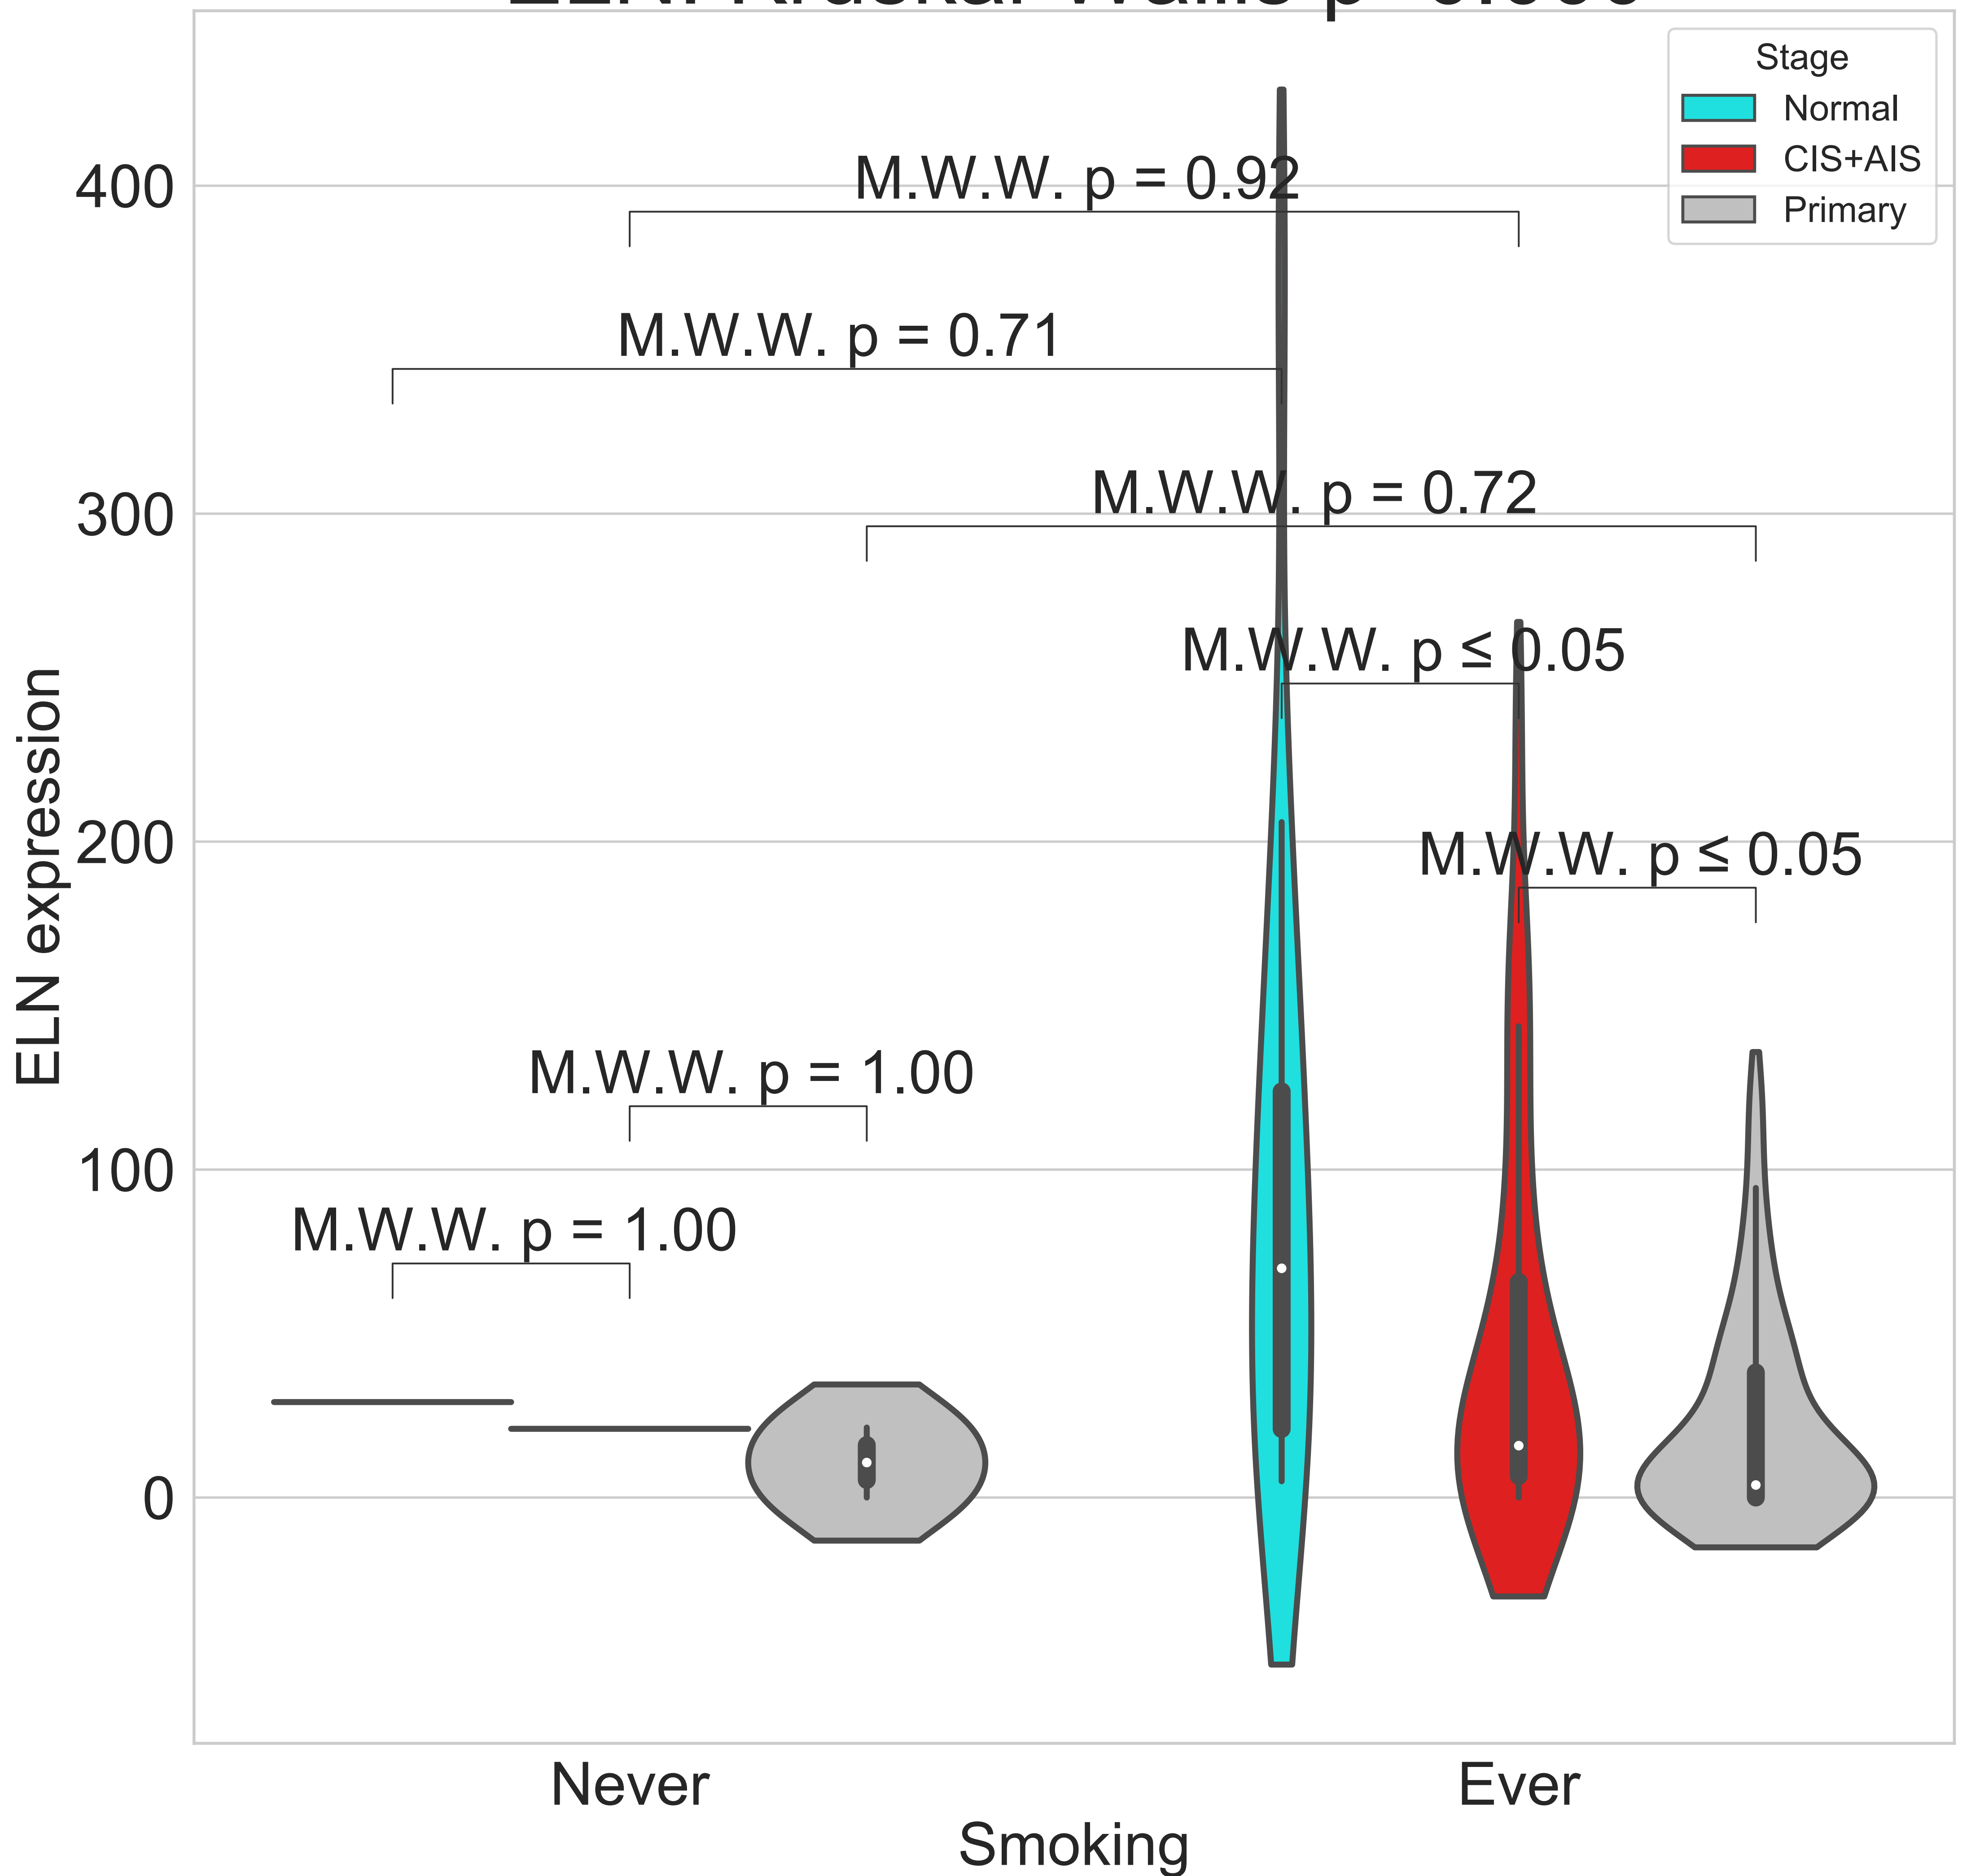 Stage
Normal
CIS+AIS
Primary
M.W.W. p = 0.92
M.W.W. p = 0.71
M.W.W. p = 0.72
M.W.W. p ≤ 0.05
M.W.W. p ≤ 0.05
M.W.W. p = 1.00
M.W.W. p = 1.00
400
300
200
100
0
ELN expression
Never
Ever
Smoking